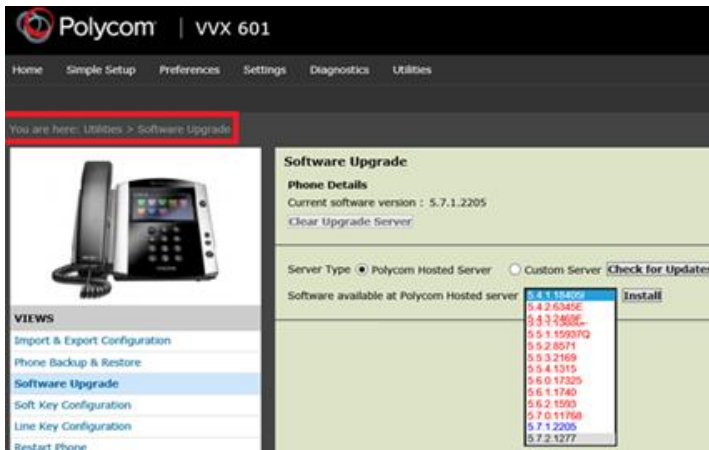 Polycom | VVX 601
Home Simple Setup Preferences Settings Diagnostics Utilities
You are here: Utilities > Software Upgrade
Software Upgrade
Phone Details
Current software version : 5.7.1.2205
Clear Upgrade Server
Server Type Polycom Hosted Server Custom Server Check for Updates
Software available at Polycom Hosted server 5.4.1.18405I Install
5.4.2.6345E
5.5.1.15937Q
5.5.2.8571
5.5.3.2169
5.5.4.1315
5.6.0.17325
5.6.1.1740
5.6.2.1593
5.7.0.11768
5.7.1.2205
5.7.2.1277
VIEWS
Import & Export Configuration
Phone Backup & Restore
Software Upgrade
Soft Key Configuration
Line Key Configuration
Restart Phone